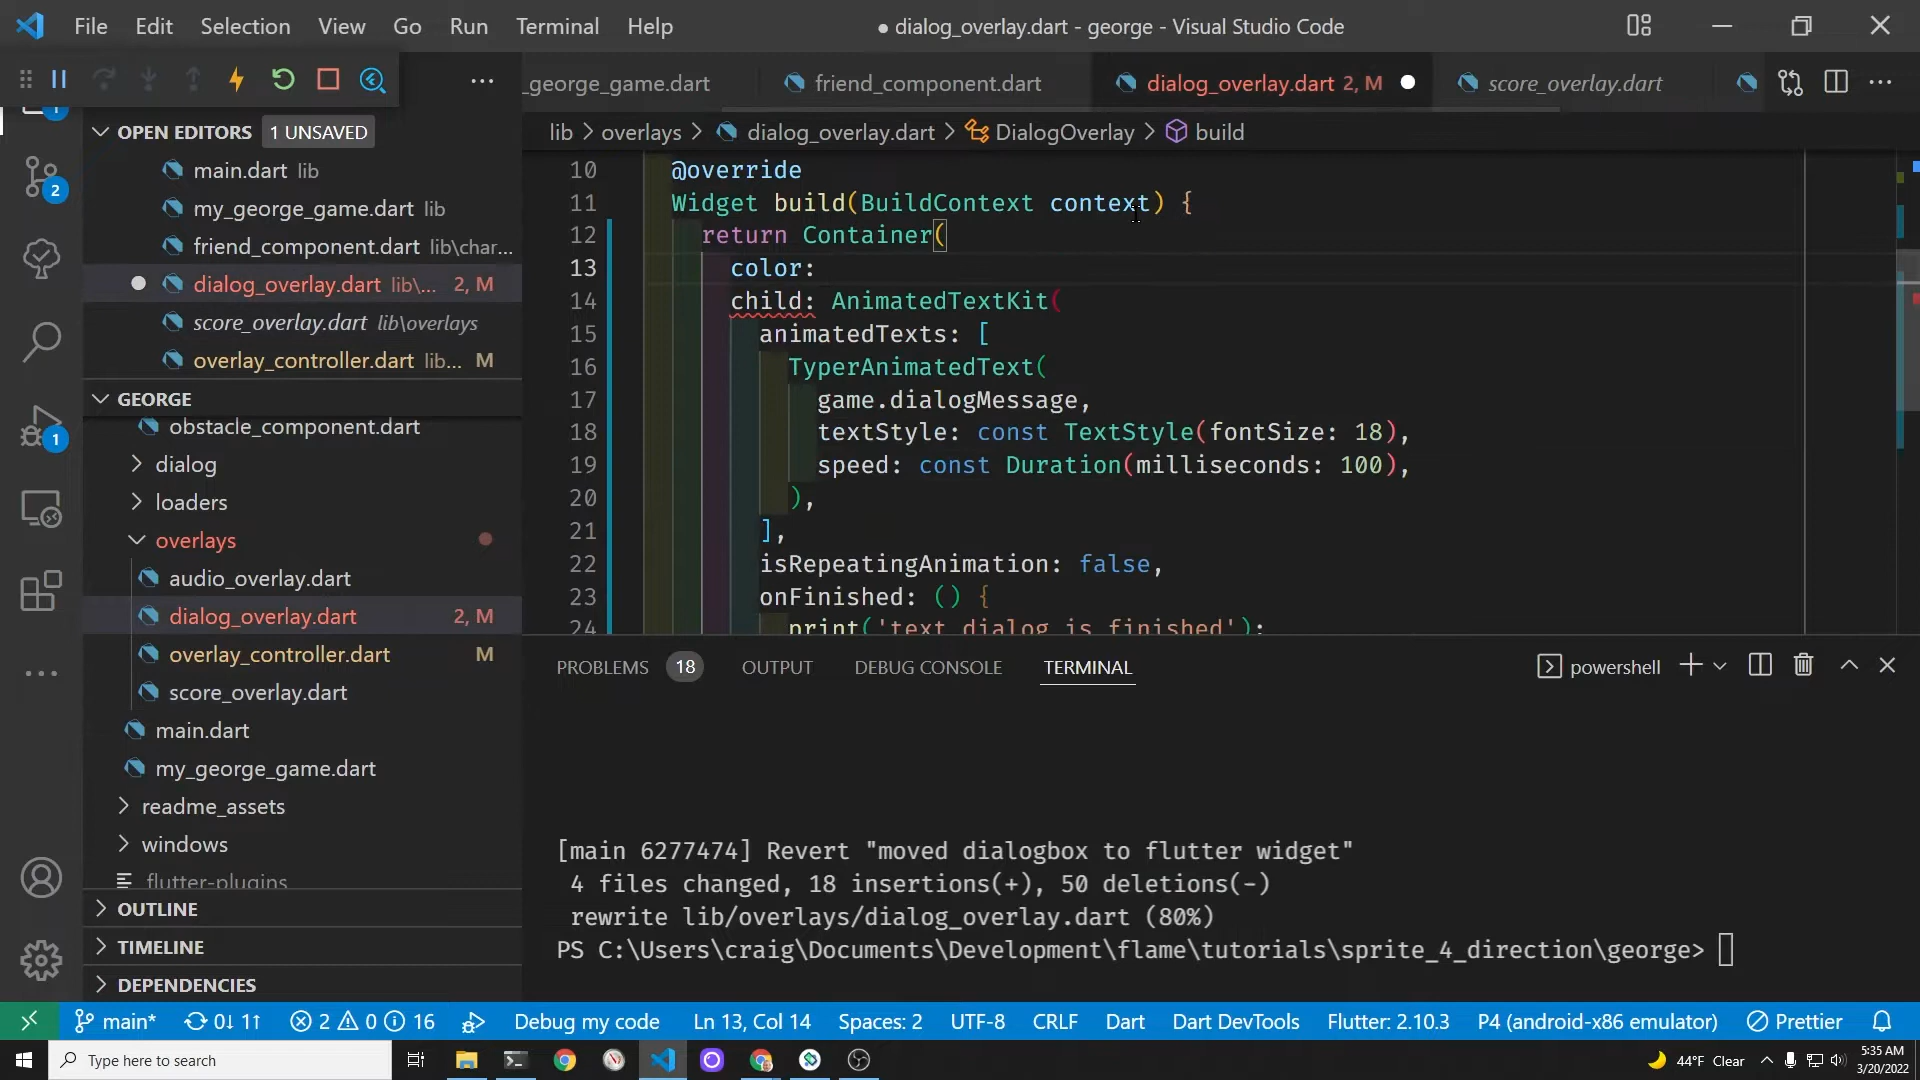 File Edit Selection View Go Run Terminal Help
● dialog_overlay.dart - george - Visual Studio Code
_george_game.dart
friend_component.dart
dialog_overlay.dart 2, M
score_overlay.dart
1
OPEN EDITORS 1 UNSAVED
main.dart lib
my_george_game.dart lib
friend_component.dart lib\char...
dialog_overlay.dart lib\... 2, M
score_overlay.dart lib\overlays
overlay_controller.dart lib... M
GEORGE
obstacle_component.dart
dialog
loaders
overlays
audio_overlay.dart
dialog_overlay.dart 2, M
overlay_controller.dart M
score_overlay.dart
main.dart
my_george_game.dart
readme_assets
windows
flutter-plugins
OUTLINE
TIMELINE
DEPENDENCIES
2
1
lib > overlays > dialog_overlay.dart > DialogOverlay > build
10 @override
11 Widget build(BuildContext context) {
12 return Container(
13 color:
14 child: AnimatedTextKit(
15 animatedTexts: [
16 TyperAnimatedText(
17 game.dialogMessage,
18 textStyle: const TextStyle(fontSize: 18),
19 speed: const Duration(milliseconds: 100),
20 ),
21 ],
22 isRepeatingAnimation: false,
23 onFinished: () {
24 print('text dialog is finished');
PROBLEMS 18 OUTPUT DEBUG CONSOLE TERMINAL
powershell
[main 6277474] Revert "moved dialogbox to flutter widget"
4 files changed, 18 insertions(+), 50 deletions(-)
rewrite lib/overlays/dialog_overlay.dart (80%)
PS C:\Users\craig\Documents\Development\flame\tutorials\sprite_4_direction\george>
main* 0↓ 1↑ 2 0 16 Debug my code Ln 13, Col 14 Spaces: 2 UTF-8 CRLF Dart Dart DevTools Flutter: 2.10.3 P4 (android-x86 emulator) Prettier
Type here to search
44°F Clear
5:35 AM
3/20/2022